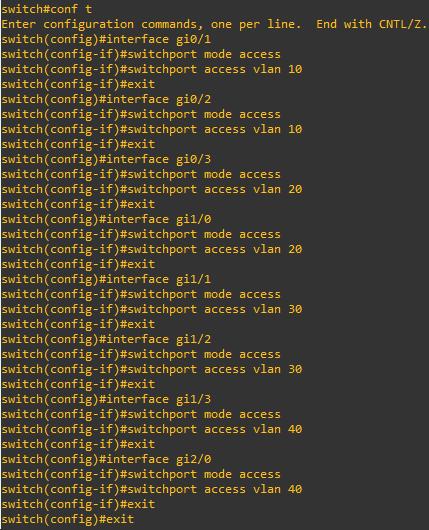 switch#conf t
Enter configuration commands, one per line.  End with CNTL/Z.
switch(config)#interface gi0/1
switch(config-if)#switchport mode access
switch(config-if)#switchport access vlan 10
switch(config-if)#exit
switch(config)#interface gi0/2
switch(config-if)#switchport mode access
switch(config-if)#switchport access vlan 10
switch(config-if)#exit
switch(config)#interface gi0/3
switch(config-if)#switchport mode access
switch(config-if)#switchport access vlan 20
switch(config-if)#exit
switch(config)#interface gi1/0
switch(config-if)#switchport mode access
switch(config-if)#switchport access vlan 20
switch(config-if)#exit
switch(config)#interface gi1/1
switch(config-if)#switchport mode access
switch(config-if)#switchport access vlan 30
switch(config-if)#exit
switch(config)#interface gi1/2
switch(config-if)#switchport mode access
switch(config-if)#switchport access vlan 30
switch(config-if)#exit
switch(config)#interface gi1/3
switch(config-if)#switchport mode access
switch(config-if)#switchport access vlan 40
switch(config-if)#exit
switch(config)#interface gi2/0
switch(config-if)#switchport mode access
switch(config-if)#switchport access vlan 40
switch(config-if)#exit
switch(config)#exit